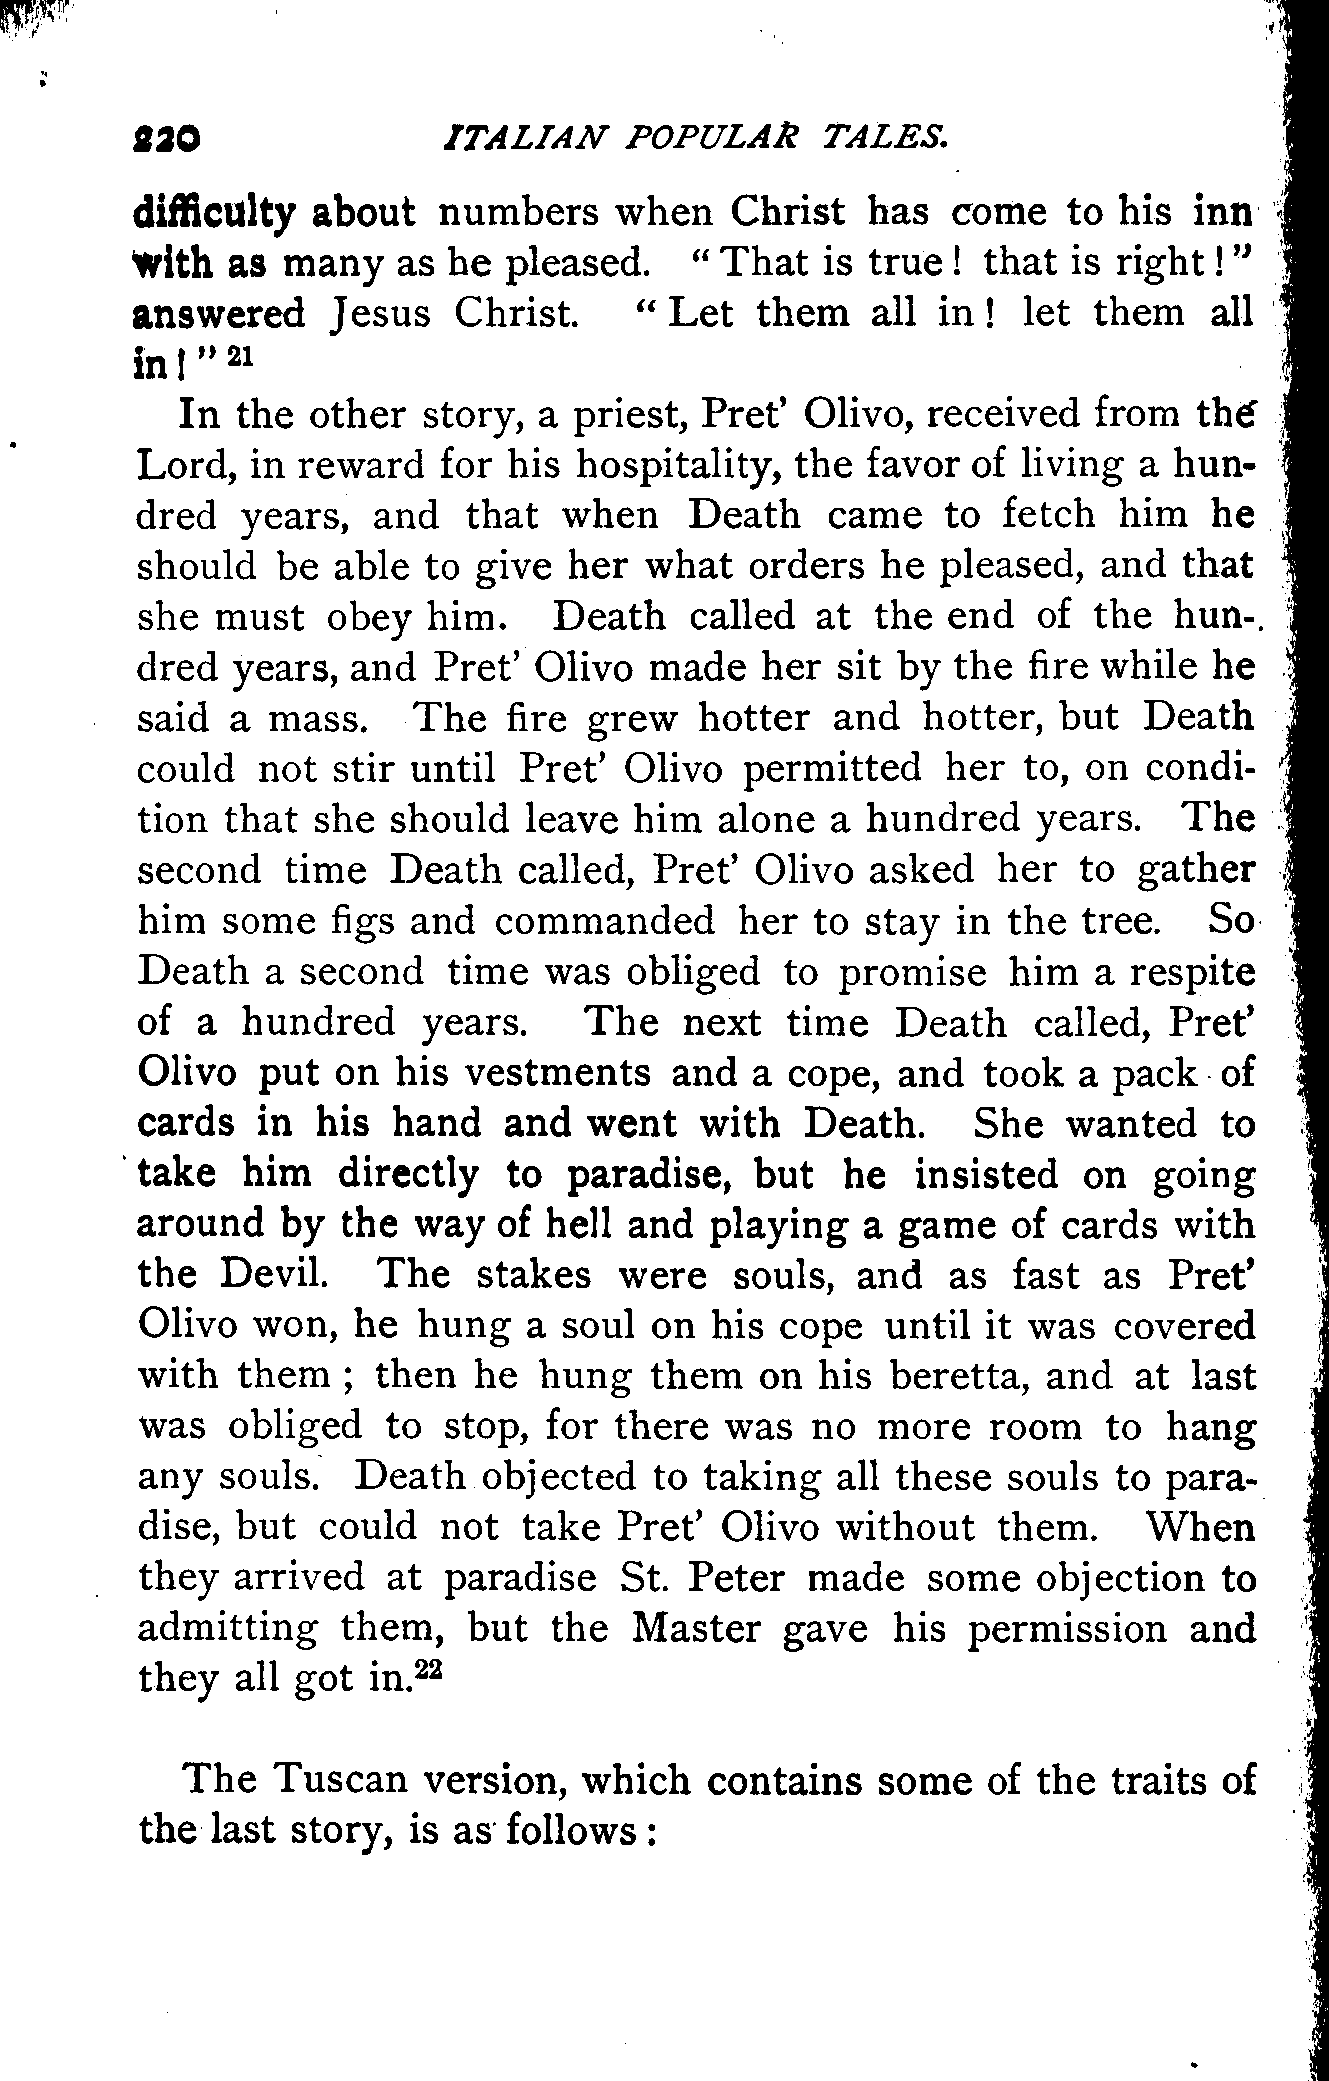 220 ITALIAN POPULAR TALES.
difficulty about numbers when Christ has come to his inn
with as many as he pleased. “ That is true ! that is right ! ”
answered Jesus Christ. “ Let them all in ! let them all
in ! ” 21
In the other story, a priest, Pret’ Olivo, received from the
Lord, in reward for his hospitality, the favor of living a hun-
dred years, and that when Death came to fetch him he
should be able to give her what orders he pleased, and that
she must obey him. Death called at the end of the hun-
dred years, and Pret’ Olivo made her sit by the fire while he
said a mass. The fire grew hotter and hotter, but Death
could not stir until Pret’ Olivo permitted her to, on condi-
tion that she should leave him alone a hundred years. The
second time Death called, Pret’ Olivo asked her to gather
him some figs and commanded her to stay in the tree. So
Death a second time was obliged to promise him a respite
of a hundred years. The next time Death called, Pret’
Olivo put on his vestments and a cope, and took a pack of
cards in his hand and went with Death. She wanted to
take him directly to paradise, but he insisted on going
around by the way of hell and playing a game of cards with
the Devil. The stakes were souls, and as fast as Pret’
Olivo won, he hung a soul on his cope until it was covered
with them ; then he hung them on his beretta, and at last
was obliged to stop, for there was no more room to hang
any souls. Death objected to taking all these souls to para-
dise, but could not take Pret’ Olivo without them. When
they arrived at paradise St. Peter made some objection to
admitting them, but the Master gave his permission and
they all got in.22
The Tuscan version, which contains some of the traits of
the last story, is as follows :